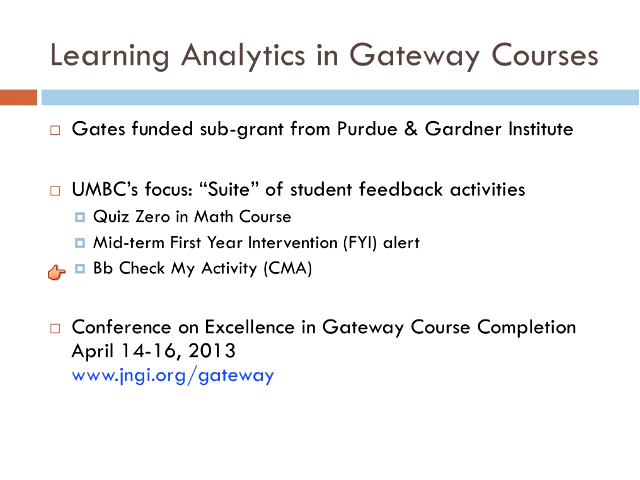 Learning Analytics in Gateway Courses
Gates funded sub-grant from Purdue & Gardner Institute
UMBC's focus: “Suite” of student feedback activities
Quiz Zero in Math Course
Mid-term First Year Intervention (FYI) alert
Bb Check My Activity (CMA)
Conference on Excellence in Gateway Course Completion
April 14-16, 2013
www.jngi.org/gateway